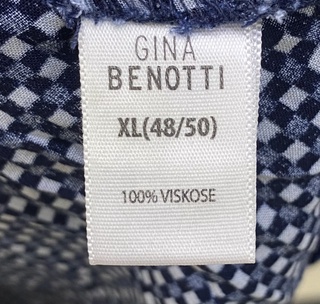 GINA
BENOTTI
XL(48/50)
100% VISKOSE